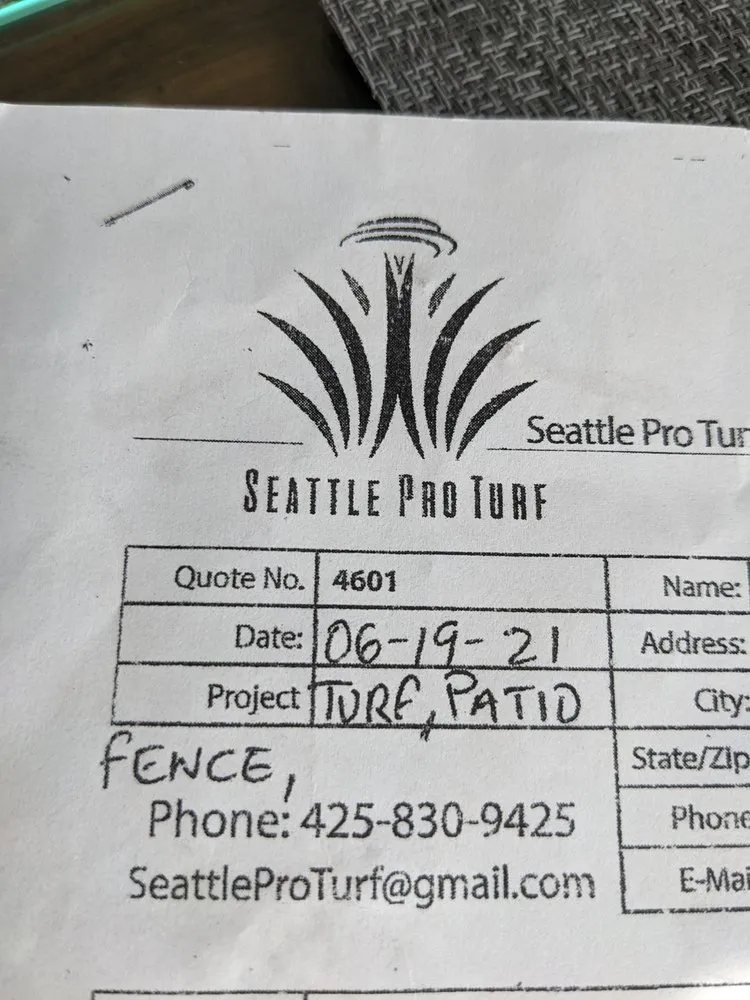 Seattle Pro Tur
SEATTLE PRO TURF
Quote No. 4601 Name:
Date: 06-19-21 Address:
Project TURF, PATIO City:
FENCE, State/Zip
Phone: 425-830-9425 Phone
SeattleProTurf@gmail.com E-Mai